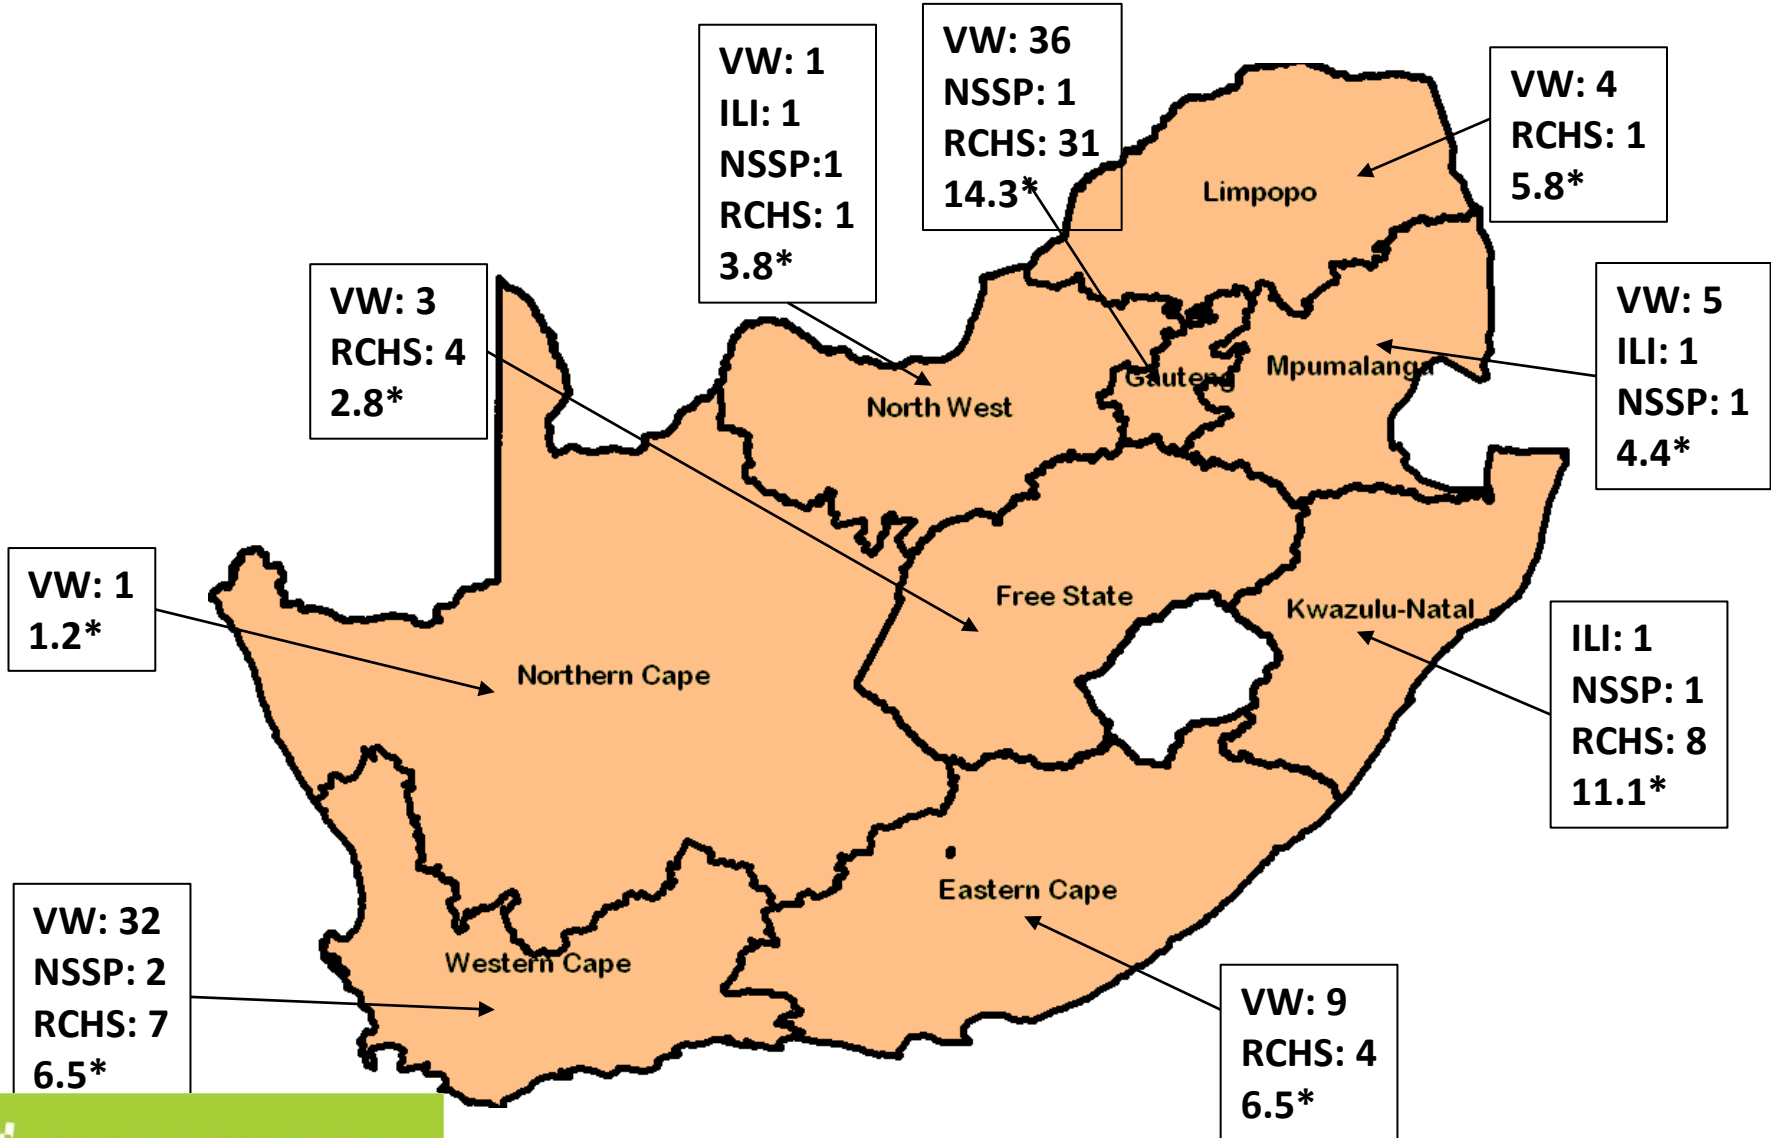 VW: 1
ILI: 1
NSSP:1
RCHS: 1
3.8*
VW: 36
NSSP: 1
RCHS: 31
14.3*
VW: 4
RCHS: 1
5.8*
Limpopo
VW: 3
RCHS: 4
2.8*
VW: 5
ILI: 1
NSSP: 1
4.4*
North West
Gauteng
Mpumalanga
VW: 1
1.2*
Northern Cape
Free State
Kwazulu-Natal
ILI: 1
NSSP: 1
RCHS: 8
11.1*
VW: 32
NSSP: 2
RCHS: 7
6.5*
Western Cape
Eastern Cape
VW: 9
RCHS: 4
6.5*